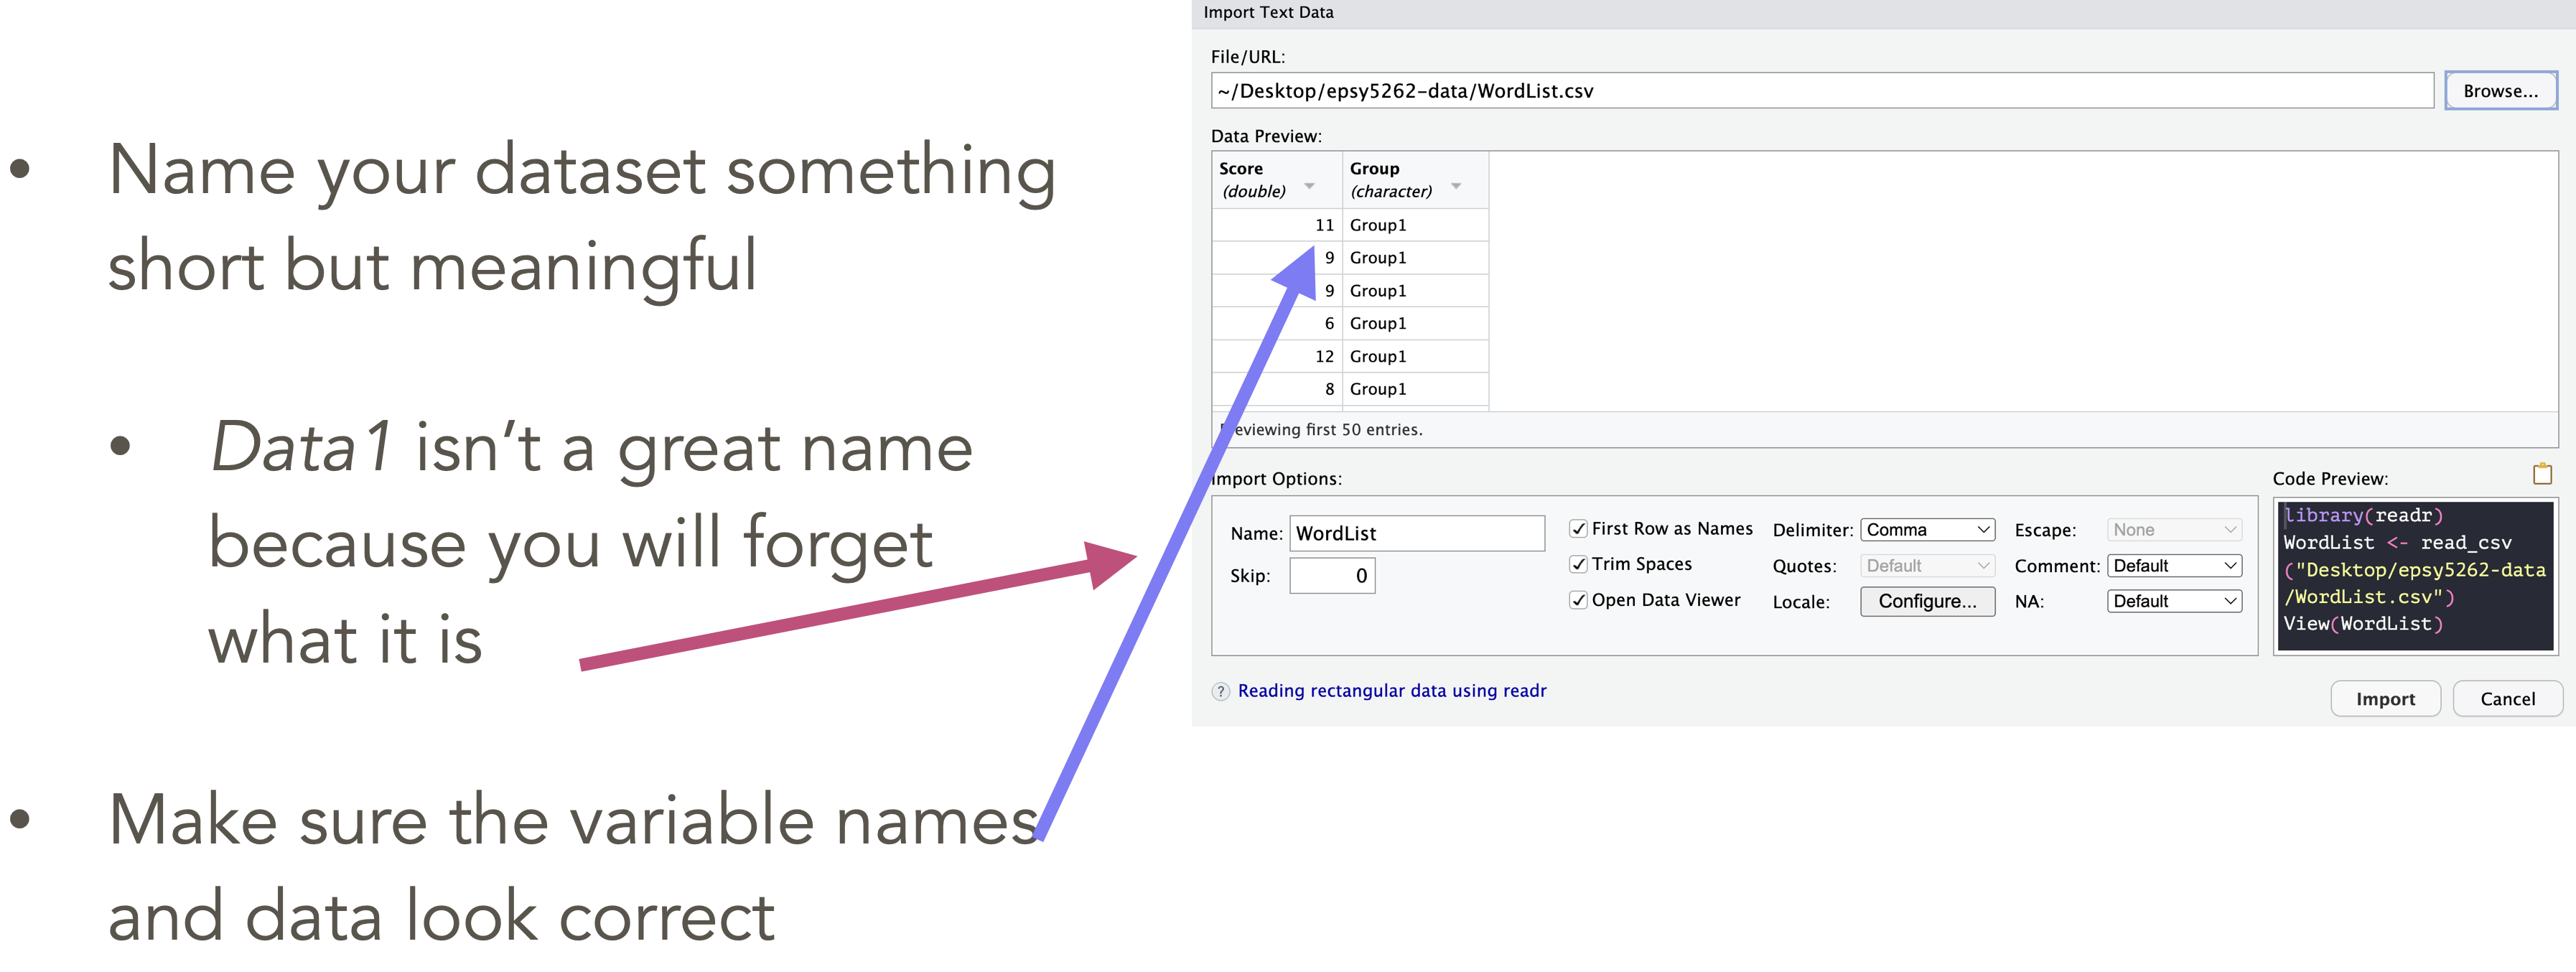 • Name your dataset something
short but meaningful
• Data1 isn’t a great name
because you will forget
what it is
• Make sure the variable names
and data look correct
Import Text Data
File/URL:
~/Desktop/epsy5262-data/WordList.csv Browse...
Data Preview:
Score Group
(double) (character)
11 Group1
9 Group1
9 Group1
6 Group1
12 Group1
8 Group1
Previewing first 50 entries.
Import Options:
Name: WordList
Skip: 0
First Row as Names
Trim Spaces
Open Data Viewer
Delimiter: Comma
Quotes: Default
Locale: Configure...
Escape: None
Comment: Default
NA: Default
Code Preview:
library(readr)
WordList <- read_csv
("Desktop/epsy5262-data
/WordList.csv")
View(WordList)
? Reading rectangular data using readr
Import Cancel